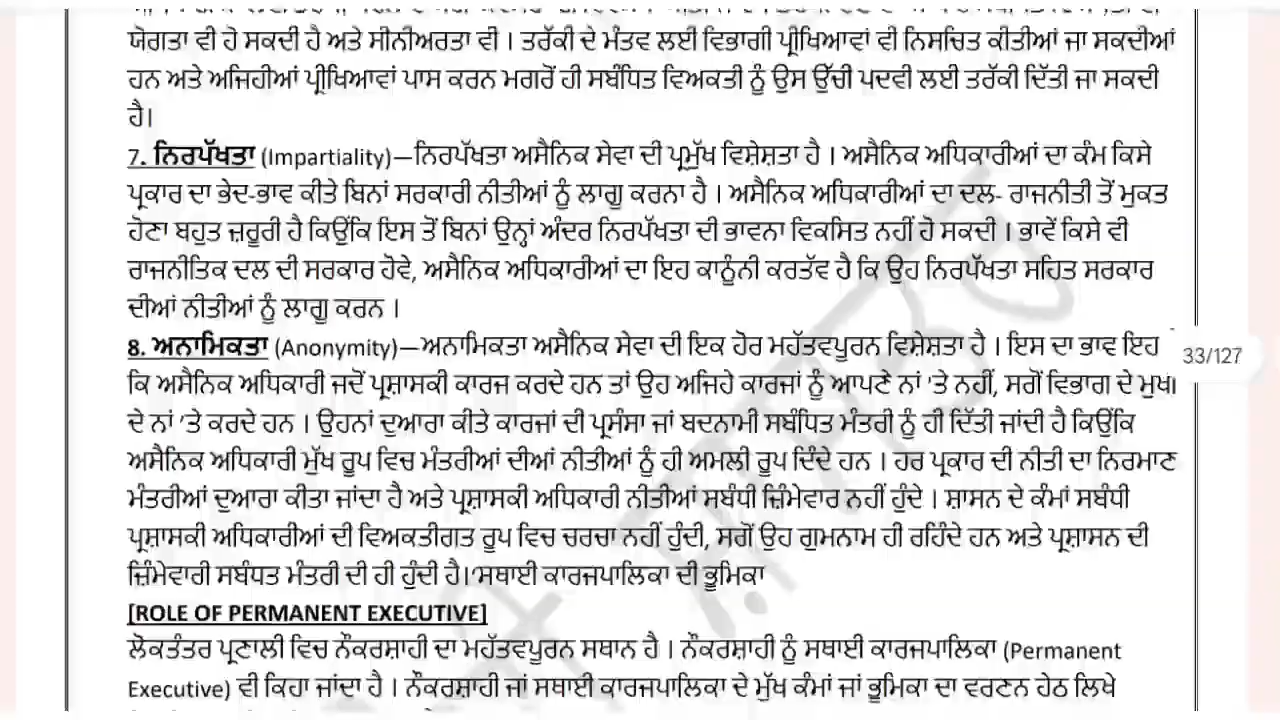 ਯੋਗਤਾ ਵੀ ਹੋ ਸਕਦੀ ਹੈ ਅਤੇ ਸੀਨੀਅਰਤਾ ਵੀ । ਤਰੱਕੀ ਦੇ ਮੰਤਵ ਲਈ ਵਿਭਾਗੀ ਪ੍ਰੀਖਿਆਵਾਂ ਵੀ ਨਿਸਚਿਤ ਕੀਤੀਆਂ ਜਾ ਸਕਦੀਆਂ
ਹਨ ਅਤੇ ਅਜਿਹੀਆਂ ਪ੍ਰੀਖਿਆਵਾਂ ਪਾਸ ਕਰਨ ਮਗਰੋਂ ਹੀ ਸਬੰਧਿਤ ਵਿਅਕਤੀ ਨੂੰ ਉਸ ਉੱਚੀ ਪਦਵੀ ਲਈ ਤਰੱਕੀ ਦਿੱਤੀ ਜਾ ਸਕਦੀ
ਹੈ।
7. ਨਿਰਪੱਖਤਾ (Impartiality)—ਨਿਰਪੱਖਤਾ ਅਸੈਨਿਕ ਸੇਵਾ ਦੀ ਪ੍ਰਮੁੱਖ ਵਿਸ਼ੇਸ਼ਤਾ ਹੈ । ਅਸੈਨਿਕ ਅਧਿਕਾਰੀਆਂ ਦਾ ਕੰਮ ਕਿਸੇ
ਪ੍ਰਕਾਰ ਦਾ ਭੇਦ-ਭਾਵ ਕੀਤੇ ਬਿਨਾਂ ਸਰਕਾਰੀ ਨੀਤੀਆਂ ਨੂੰ ਲਾਗੂ ਕਰਨਾ ਹੈ । ਅਸੈਨਿਕ ਅਧਿਕਾਰੀਆਂ ਦਾ ਦਲ- ਰਾਜਨੀਤੀ ਤੋਂ ਮੁਕਤ
ਹੋਣਾ ਬਹੁਤ ਜ਼ਰੂਰੀ ਹੈ ਕਿਉਂਕਿ ਇਸ ਤੋਂ ਬਿਨਾਂ ਉਨ੍ਹਾਂ ਅੰਦਰ ਨਿਰਪੱਖਤਾ ਦੀ ਭਾਵਨਾ ਵਿਕਸਿਤ ਨਹੀਂ ਹੋ ਸਕਦੀ । ਭਾਵੇਂ ਕਿਸੇ ਵੀ
ਰਾਜਨੀਤਿਕ ਦਲ ਦੀ ਸਰਕਾਰ ਹੋਵੇ, ਅਸੈਨਿਕ ਅਧਿਕਾਰੀਆਂ ਦਾ ਇਹ ਕਾਨੂੰਨੀ ਕਰਤੱਵ ਹੈ ਕਿ ਉਹ ਨਿਰਪੱਖਤਾ ਸਹਿਤ ਸਰਕਾਰ
ਦੀਆਂ ਨੀਤੀਆਂ ਨੂੰ ਲਾਗੂ ਕਰਨ ।
8. ਅਨਾਮਿਕਤਾ (Anonymity)—ਅਨਾਮਿਕਤਾ ਅਸੈਨਿਕ ਸੇਵਾ ਦੀ ਇਕ ਹੋਰ ਮਹੱਤਵਪੂਰਨ ਵਿਸ਼ੇਸ਼ਤਾ ਹੈ । ਇਸ ਦਾ ਭਾਵ ਇਹ
33/127
ਕਿ ਅਸੈਨਿਕ ਅਧਿਕਾਰੀ ਜਦੋਂ ਪ੍ਰਸ਼ਾਸਕੀ ਕਾਰਜ ਕਰਦੇ ਹਨ ਤਾਂ ਉਹ ਅਜਿਹੇ ਕਾਰਜਾਂ ਨੂੰ ਆਪਣੇ ਨਾਂ 'ਤੇ ਨਹੀਂ, ਸਗੋਂ ਵਿਭਾਗ ਦੇ ਮੁਖੀ
ਦੇ ਨਾਂ 'ਤੇ ਕਰਦੇ ਹਨ । ਉਹਨਾਂ ਦੁਆਰਾ ਕੀਤੇ ਕਾਰਜਾਂ ਦੀ ਪ੍ਰਸੰਸਾ ਜਾਂ ਬਦਨਾਮੀ ਸਬੰਧਿਤ ਮੰਤਰੀ ਨੂੰ ਹੀ ਦਿੱਤੀ ਜਾਂਦੀ ਹੈ ਕਿਉਂਕਿ
ਅਸੈਨਿਕ ਅਧਿਕਾਰੀ ਮੁੱਖ ਰੂਪ ਵਿਚ ਮੰਤਰੀਆਂ ਦੀਆਂ ਨੀਤੀਆਂ ਨੂੰ ਹੀ ਅਮਲੀ ਰੂਪ ਦਿੰਦੇ ਹਨ । ਹਰ ਪ੍ਰਕਾਰ ਦੀ ਨੀਤੀ ਦਾ ਨਿਰਮਾਣ
ਮੰਤਰੀਆਂ ਦੁਆਰਾ ਕੀਤਾ ਜਾਂਦਾ ਹੈ ਅਤੇ ਪ੍ਰਸ਼ਾਸਕੀ ਅਧਿਕਾਰੀ ਨੀਤੀਆਂ ਸਬੰਧੀ ਜ਼ਿੰਮੇਵਾਰ ਨਹੀਂ ਹੁੰਦੇ । ਸ਼ਾਸਨ ਦੇ ਕੰਮਾਂ ਸਬੰਧੀ
ਪ੍ਰਸ਼ਾਸਕੀ ਅਧਿਕਾਰੀਆਂ ਦੀ ਵਿਅਕਤੀਗਤ ਰੂਪ ਵਿਚ ਚਰਚਾ ਨਹੀਂ ਹੁੰਦੀ, ਸਗੋਂ ਉਹ ਗੁਮਨਾਮ ਹੀ ਰਹਿੰਦੇ ਹਨ ਅਤੇ ਪ੍ਰਸ਼ਾਸਨ ਦੀ
ਜ਼ਿੰਮੇਵਾਰੀ ਸਬੰਧਤ ਮੰਤਰੀ ਦੀ ਹੀ ਹੁੰਦੀ ਹੈ।'ਸਥਾਈ ਕਾਰਜਪਾਲਿਕਾ ਦੀ ਭੂਮਿਕਾ
[ROLE OF PERMANENT EXECUTIVE]
ਲੋਕਤੰਤਰ ਪ੍ਰਣਾਲੀ ਵਿਚ ਨੌਕਰਸ਼ਾਹੀ ਦਾ ਮਹੱਤਵਪੂਰਨ ਸਥਾਨ ਹੈ । ਨੌਕਰਸ਼ਾਹੀ ਨੂੰ ਸਥਾਈ ਕਾਰਜਪਾਲਿਕਾ (Permanent
Executive) ਵੀ ਕਿਹਾ ਜਾਂਦਾ ਹੈ । ਨੌਕਰਸ਼ਾਹੀ ਜਾਂ ਸਥਾਈ ਕਾਰਜਪਾਲਿਕਾ ਦੇ ਮੁੱਖ ਕੰਮਾਂ ਜਾਂ ਭੂਮਿਕਾ ਦਾ ਵਰਣਨ ਹੇਠ ਲਿਖੇ